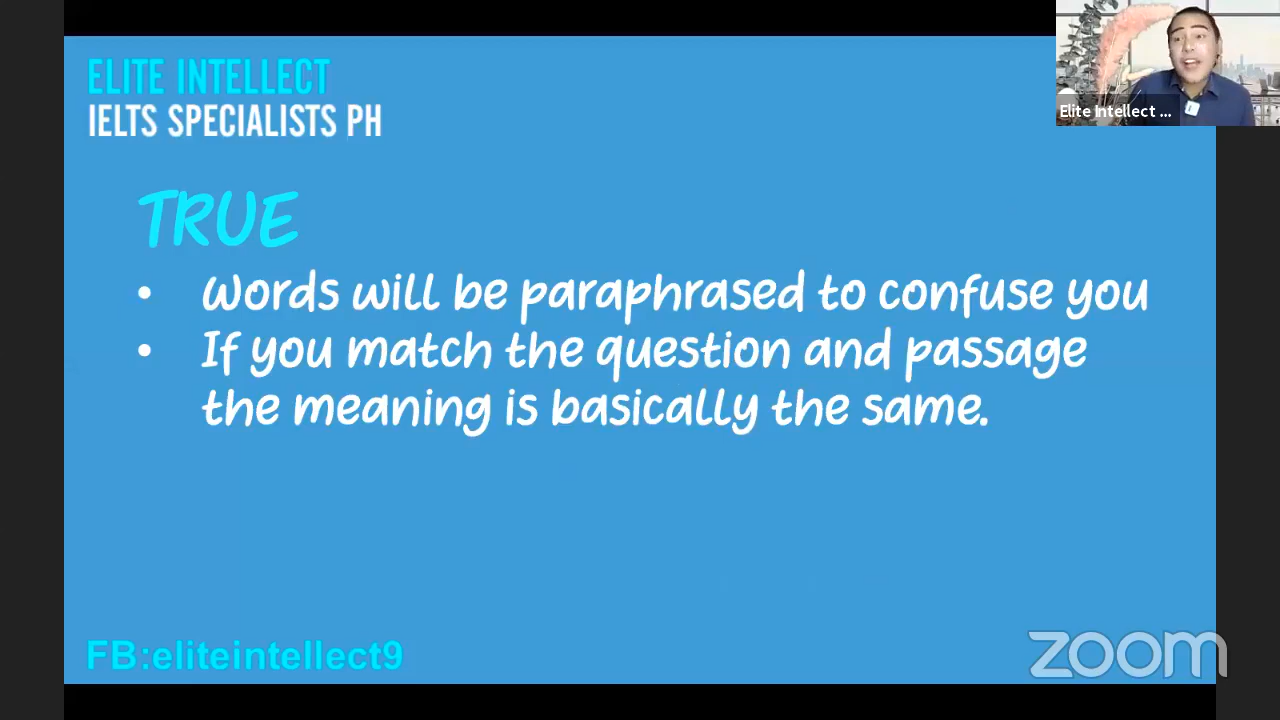 ELITE INTELLECT
IELTS SPECIALISTS PH
Elite Intellect ...
TRUE
• Words will be paraphrased to confuse you
• If you match the question and passage
the meaning is basically the same.
FB:eliteintellect9
zoom